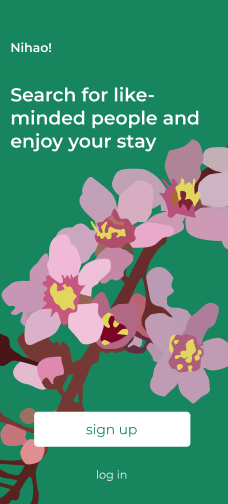 Nihao!
Search for like-
minded people and
enjoy your stay
sign up
log in